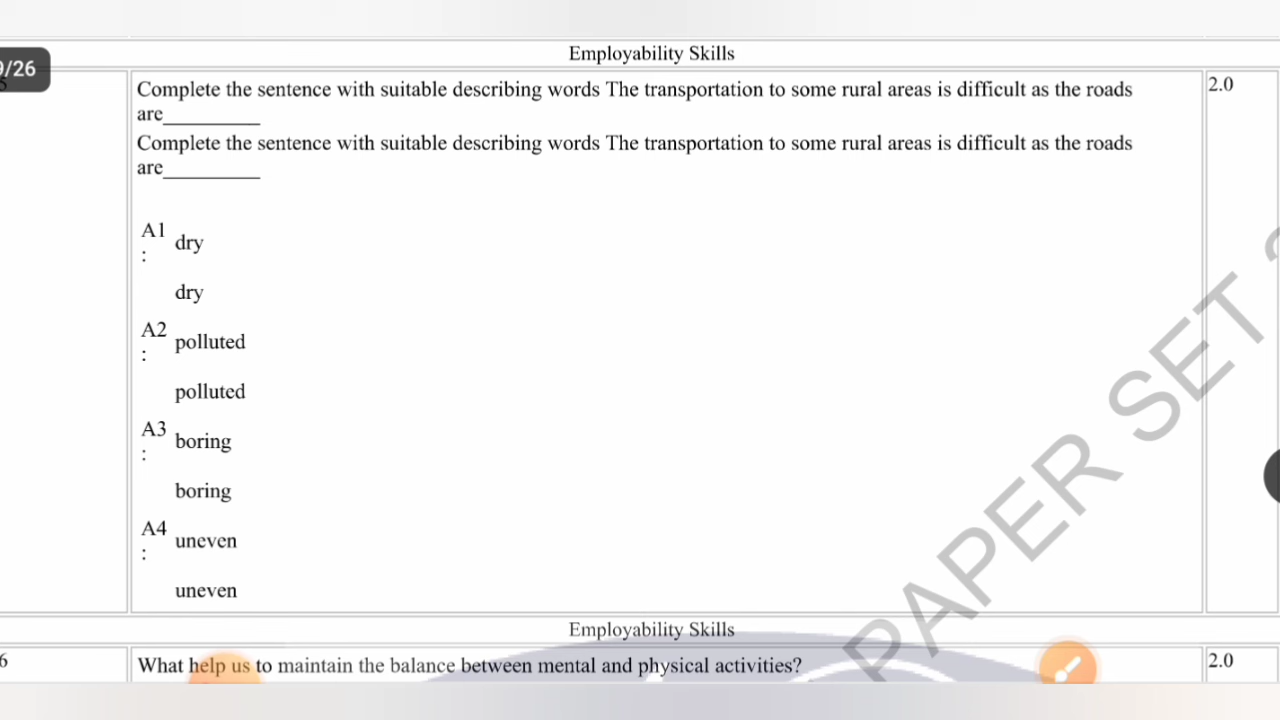 Employability Skills
9/26
Complete the sentence with suitable describing words The transportation to some rural areas is difficult as the roads
are_________
2.0
Complete the sentence with suitable describing words The transportation to some rural areas is difficult as the roads
are_________
A1
:
dry
dry
A2
:
polluted
polluted
A3
:
boring
boring
A4
:
uneven
uneven
PAPER SET
Employability Skills
6
What help us to maintain the balance between mental and physical activities?
2.0